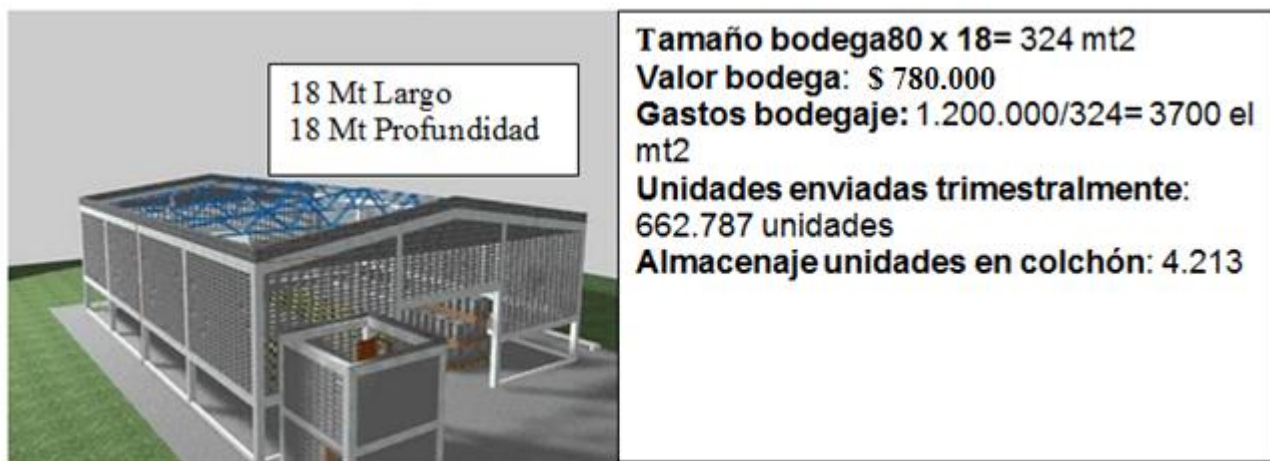 18 Mt Largo
18 Mt Profundidad
Tamaño bodega80 x 18= 324 mt2
Valor bodega: $ 780.000
Gastos bodegaje: 1.200.000/324= 3700 el
mt2
Unidades enviadas trimestralmente:
662.787 unidades
Almacenaje unidades en colchón: 4.213